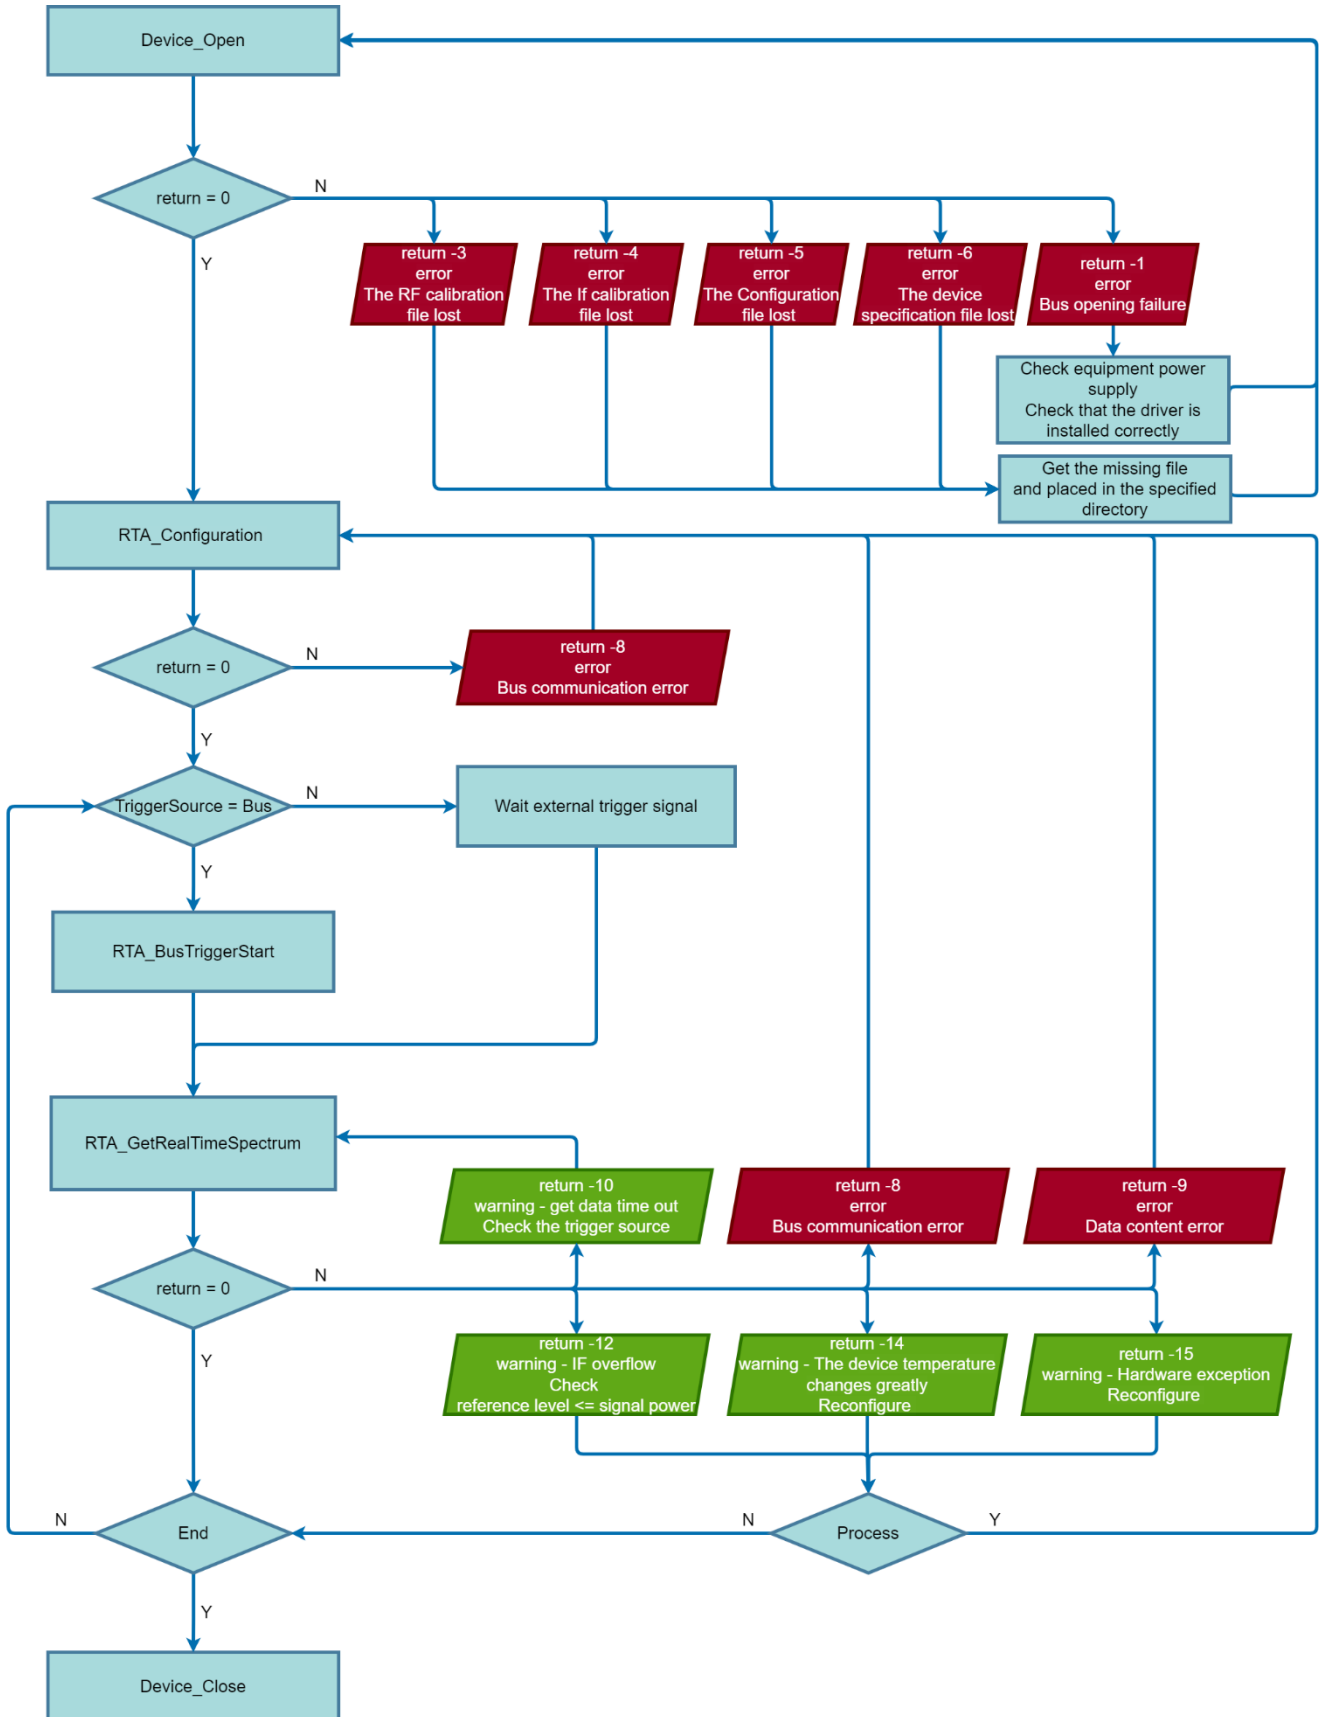 Device_Open
return = 0
N
Y
return -3
error
The RF calibration
file lost
return -4
error
The If calibration
file lost
return -5
error
The Configuration
file lost
return -6
error
The device
specification file lost
return -1
error
Bus opening failure
Check equipment power
supply
Check that the driver is
installed correctly
Get the missing file
and placed in the specified
directory
RTA_Configuration
return = 0
N
Y
return -8
error
Bus communication error
TriggerSource = Bus
N
Y
Wait external trigger signal
RTA_BusTriggerStart
RTA_GetRealTimeSpectrum
return -10
warning - get data time out
Check the trigger source
return -8
error
Bus communication error
return -9
error
Data content error
return = 0
N
Y
return -12
warning - IF overflow
Check
reference level <= signal power
return -14
warning - The device temperature
changes greatly
Reconfigure
return -15
warning - Hardware exception
Reconfigure
N
End
N
Process
Y
Y
Device_Close